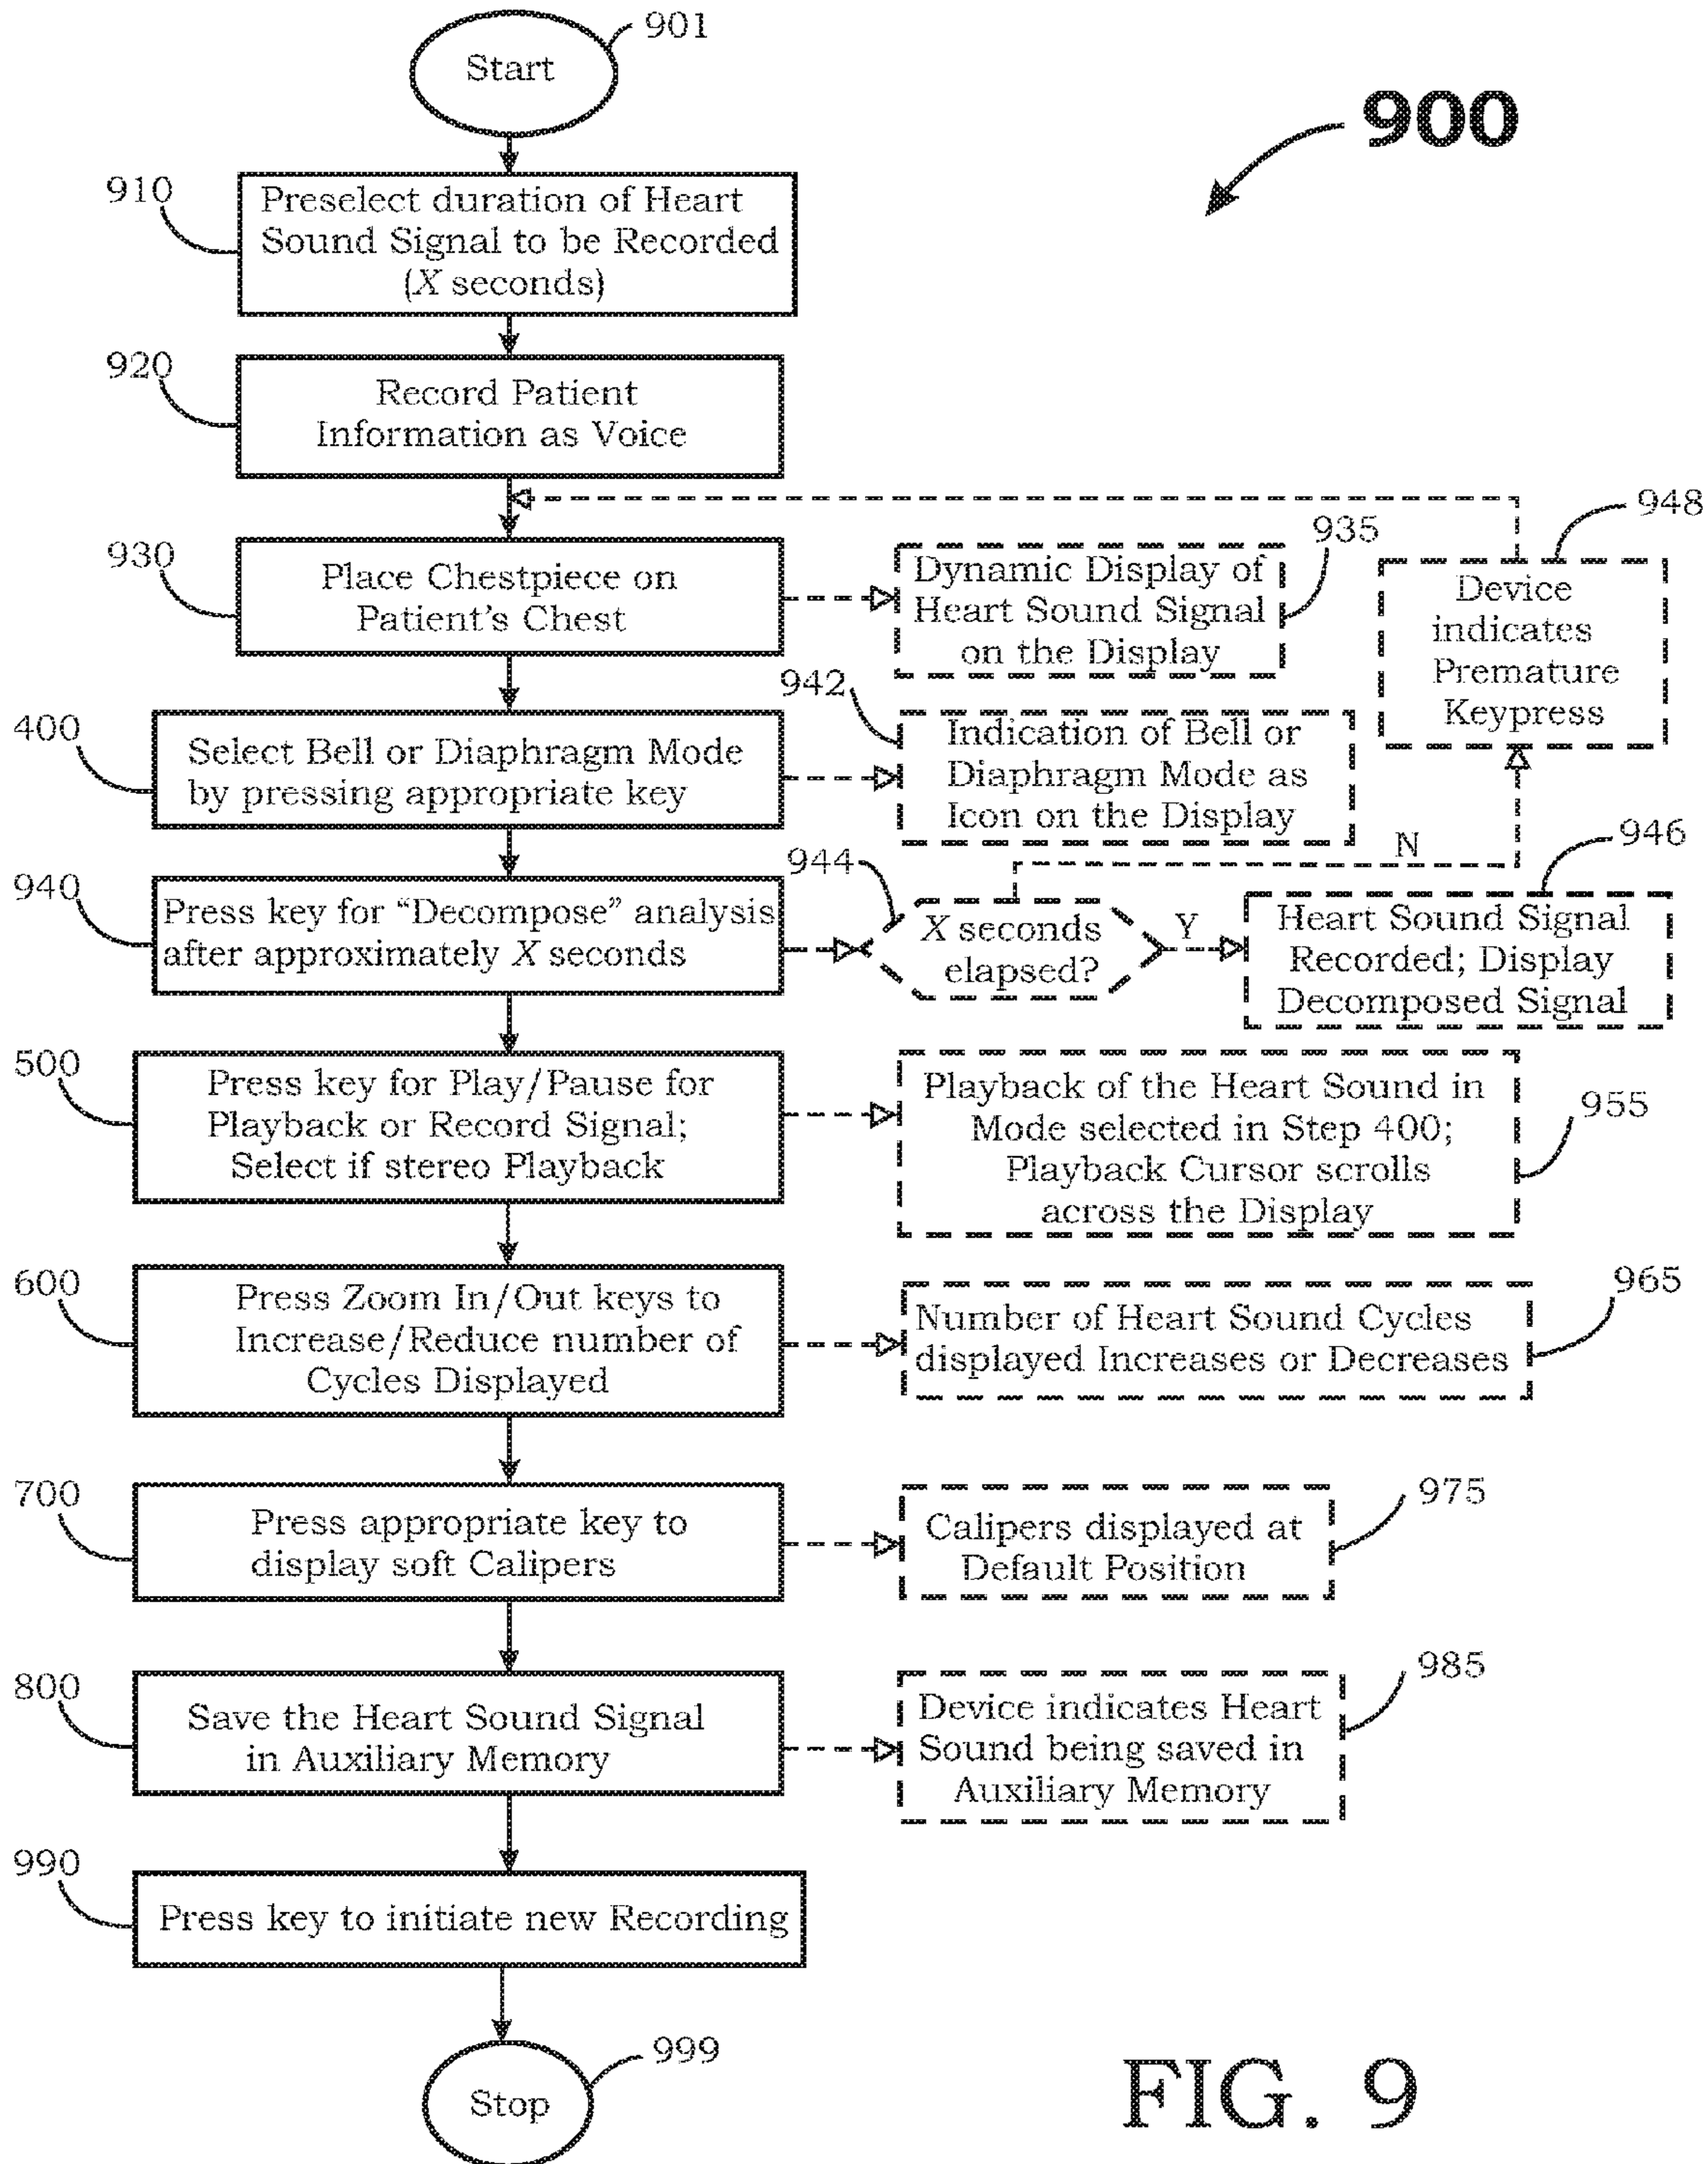 Start
901
900
910
Preselect duration of Heart
Sound Signal to be Recorded
(X seconds)
920
Record Patient
Information as Voice
930
Place Chestpiece on
Patient's Chest
935
Dynamic Display of
Heart Sound Signal
on the Display
948
Device
indicates
Premature
Keypress
400
Select Bell or Diaphragm Mode
by pressing appropriate key
942
Indication of Bell or
Diaphragm Mode as
Icon on the Display
940
Press key for “Decompose” analysis
after approximately X seconds
944
X seconds
elapsed?
N
Y
946
Heart Sound Signal
Recorded; Display
Decomposed Signal
500
Press key for Play/Pause for
Playback or Record Signal;
Select if stereo Playback
955
Playback of the Heart Sound in
Mode selected in Step 400;
Playback Cursor scrolls
across the Display
600
Press Zoom In/Out keys to
Increase/Reduce number of
Cycles Displayed
965
Number of Heart Sound Cycles
displayed Increases or Decreases
700
Press appropriate key to
display soft Calipers
975
Calipers displayed at
Default Position
800
Save the Heart Sound Signal
in Auxiliary Memory
985
Device indicates Heart
Sound being saved in
Auxiliary Memory
990
Press key to initiate new Recording
999
Stop
FIG. 9